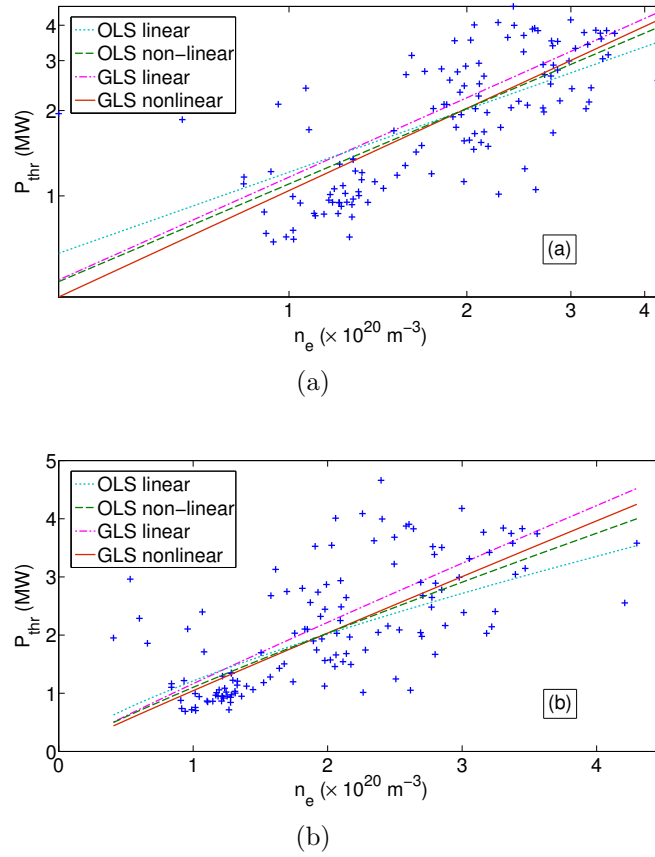 OLS linear
OLS non−linear
GLS linear
GLS nonlinear
4
3
2
1
P_thr (MW)
(a)
1 2 3 4
n_e (× 10^20 m^−3)
(a)
5
4
3
2
1
0
P_thr (MW)
OLS linear
OLS non−linear
GLS linear
GLS nonlinear
(b)
0 1 2 3 4
n_e (× 10^20 m^−3)
(b)